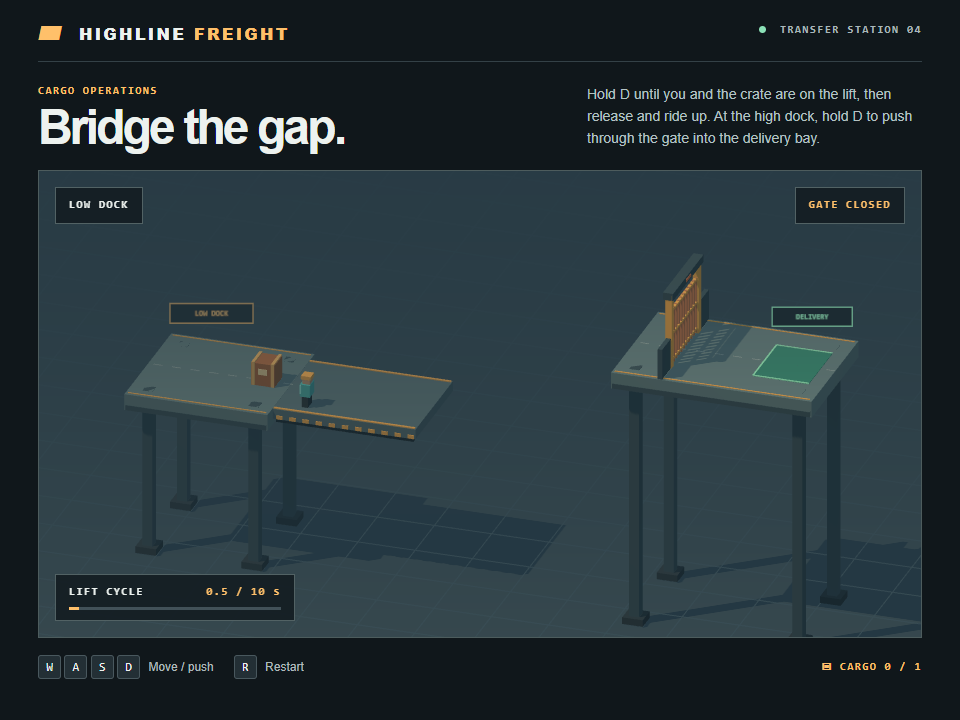 HIGHLINE FREIGHT
TRANSFER STATION 04
CARGO OPERATIONS
Bridge the gap.
Hold D until you and the crate are on the lift, then
release and ride up. At the high dock, hold D to push
through the gate into the delivery bay.
LOW DOCK
GATE CLOSED
LOW DOCK
DELIVERY
LIFT CYCLE 0.5 / 10 s
W A S D Move / push R Restart
CARGO 0 / 1